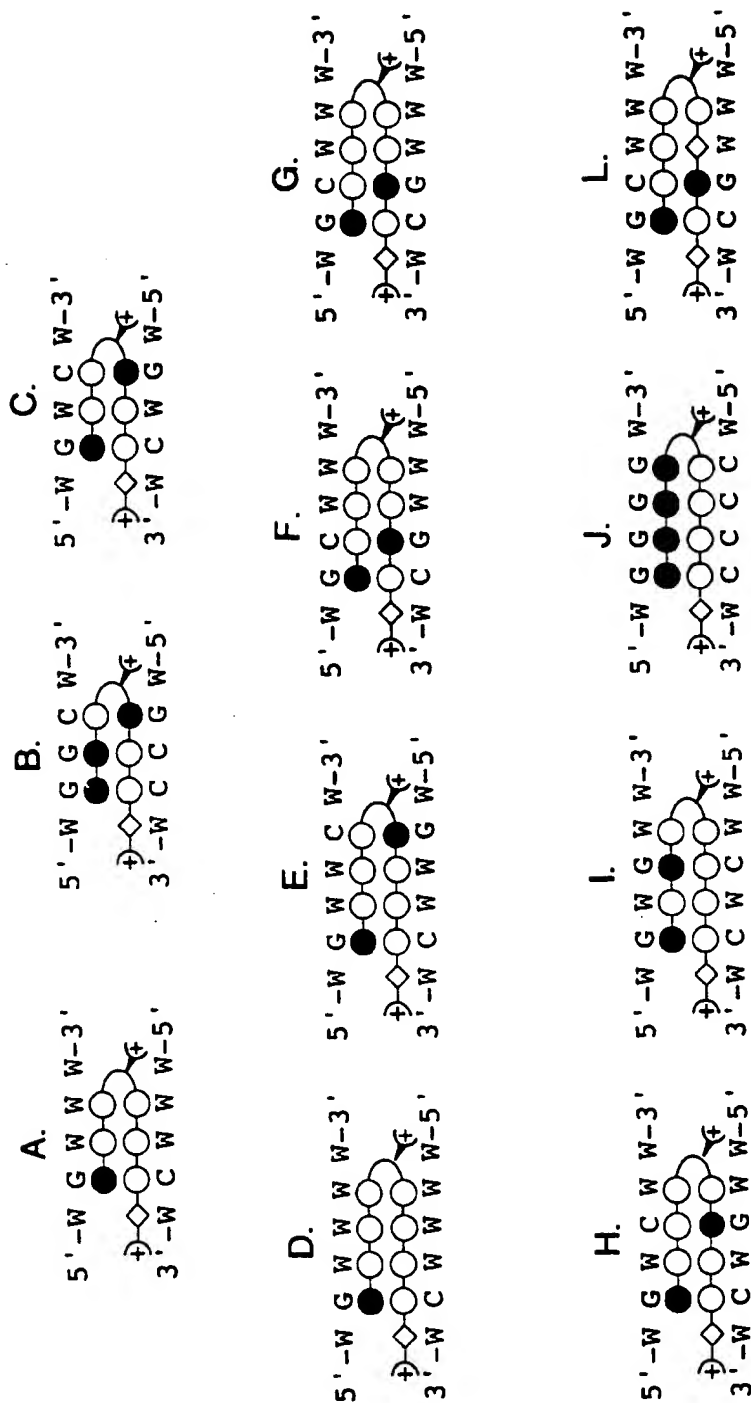 A.
5'-W G W W W-3'
+ +
3'-W C W W W-5'
B.
5'-W G G C W-3'
+ +
3'-W C C G W-5'
C.
5'-W G W C W-3'
+ +
3'-W C W G W-5'
D.
5'-W G W W W W-3'
+ +
3'-W C W W W W-5'
E.
5'-W G W W C W-3'
+ +
3'-W C W W G W-5'
F.
5'-W G C W W W-3'
+ +
3'-W C G W W W-5'
G.
5'-W G C W W W-3'
+ +
3'-W C G W W W-5'
H.
5'-W G W C W W-3'
+ +
3'-W C W G W W-5'
I.
5'-W G W G W W-3'
+ +
3'-W C W C W W-5'
J.
5'-W G G G G W-3'
+ +
3'-W C C C C W-5'
L.
5'-W G C W W W-3'
+ +
3'-W C G W W W-5'